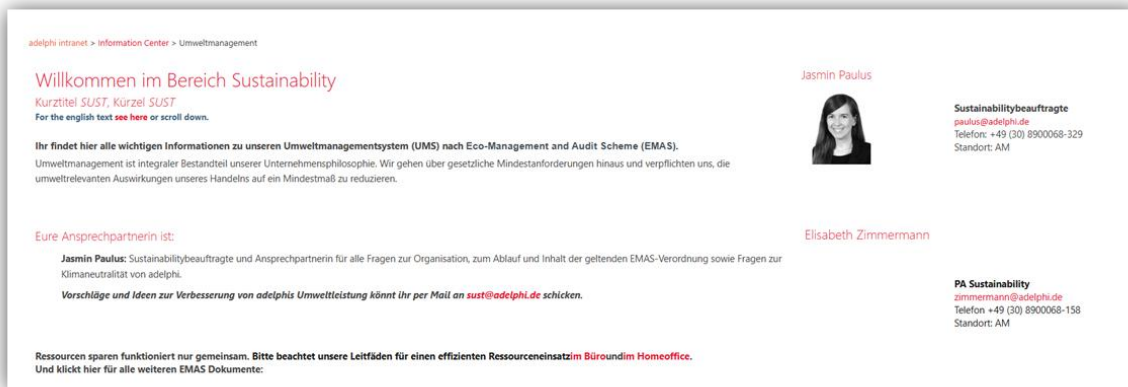 adelphi intranet > Information Center > Umweltmanagement
Willkommen im Bereich Sustainability
Kurztitel SUST, Kürzel SUST
For the english text see here or scroll down.
Ihr findet hier alle wichtigen Informationen zu unseren Umweltmanagementsystem (UMS) nach Eco-Management and Audit Scheme (EMAS).
Umweltmanagement ist integraler Bestandteil unserer Unternehmensphilosophie. Wir gehen über gesetzliche Mindestanforderungen hinaus und verpflichten uns, die
umweltrelevanten Auswirkungen unseres Handelns auf ein Mindestmaß zu reduzieren.
Jasmin Paulus
Sustainabilitybeauftragte
paulus@adelphi.de
Telefon: +49 (30) 8900068-329
Standort: AM
Eure Ansprechpartnerin ist:
Jasmin Paulus: Sustainabilitybeauftragte und Ansprechpartnerin für alle Fragen zur Organisation, zum Ablauf und Inhalt der geltenden EMAS-Verordnung sowie Fragen zur
Klimaneutralität von adelphi.
Vorschläge und Ideen zur Verbesserung von adelphis Umweltleistung könnt ihr per Mail an sust@adelphi.de schicken.
Elisabeth Zimmermann
PA Sustainability
zimmermann@adelphi.de
Telefon +49 (30) 8900068-158
Standort: AM
Ressourcen sparen funktioniert nur gemeinsam. Bitte beachtet unsere Leitfäden für einen effizienten Ressourceneinsatzim Büroundim Homeoffice.
Und klickt hier für alle weiteren EMAS Dokumente: